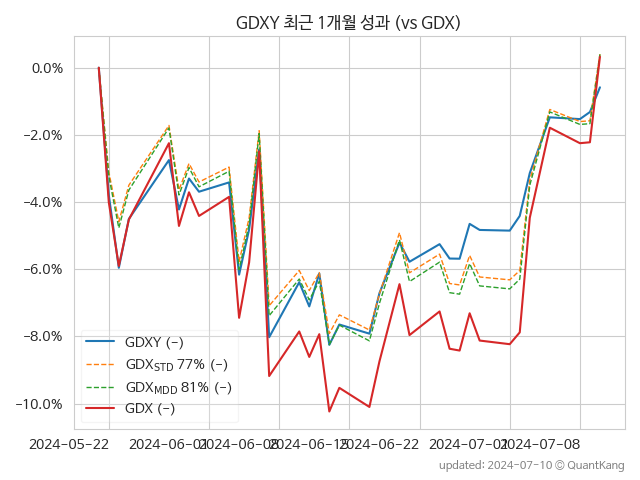 GDXY 최근 1개월 성과 (vs GDX)
0.0%
−2.0%
−4.0%
−6.0%
−8.0%
−10.0%
GDXY (-)
GDX_STD 77% (-)
GDX_MDD 81% (-)
GDX (-)
2024-05-22 2024-06-01 2024-06-08 2024-06-15 2024-06-22 2024-07-01 2024-07-08
updated: 2024-07-10 © QuantKang